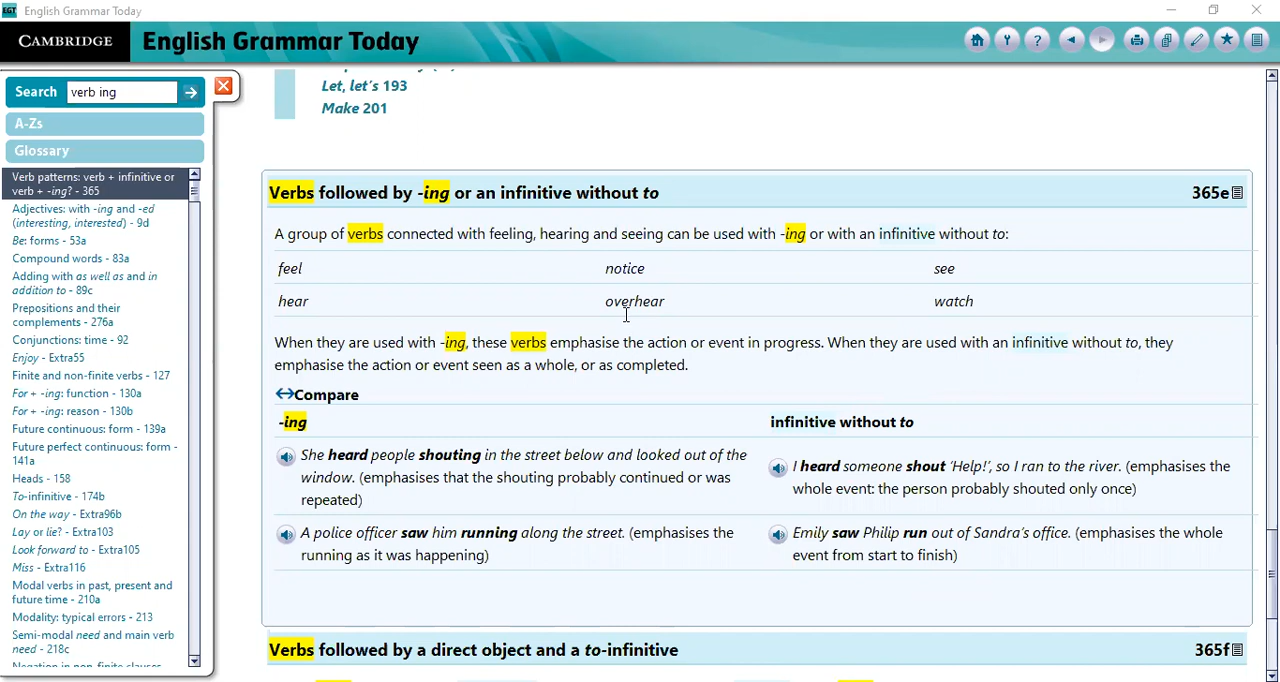 EGT English Grammar Today
CAMBRIDGE English Grammar Today
Search verb ing
A-Zs
Glossary
Verb patterns: verb + infinitive or
verb + -ing? - 365
Adjectives: with -ing and -ed
(interesting, interested) - 9d
Be: forms - 53a
Compound words - 83a
Adding with as well as and in
addition to - 89c
Prepositions and their
complements - 276a
Conjunctions: time - 92
Enjoy - Extra55
Finite and non-finite verbs - 127
For + -ing: function - 130a
For + -ing: reason - 130b
Future continuous: form - 139a
Future perfect continuous: form -
141a
Heads - 158
To-infinitive - 174b
On the way - Extra96b
Lay or lie? - Extra103
Look forward to - Extra105
Miss - Extra116
Modal verbs in past, present and
future time - 210a
Modality: typical errors - 213
Semi-modal need and main verb
need - 218c
Negation in non-finite clauses
Let, let's 193
Make 201
Verbs followed by -ing or an infinitive without to 365e
A group of verbs connected with feeling, hearing and seeing can be used with -ing or with an infinitive without to:
feel notice see
hear overhear watch
When they are used with -ing, these verbs emphasise the action or event in progress. When they are used with an infinitive without to, they
emphasise the action or event seen as a whole, or as completed.
↔Compare
-ing infinitive without to
She heard people shouting in the street below and looked out of the
window. (emphasises that the shouting probably continued or was
repeated)
I heard someone shout ‘Help!’, so I ran to the river. (emphasises the
whole event: the person probably shouted only once)
A police officer saw him running along the street. (emphasises the
running as it was happening)
Emily saw Philip run out of Sandra’s office. (emphasises the whole
event from start to finish)
Verbs followed by a direct object and a to-infinitive 365f